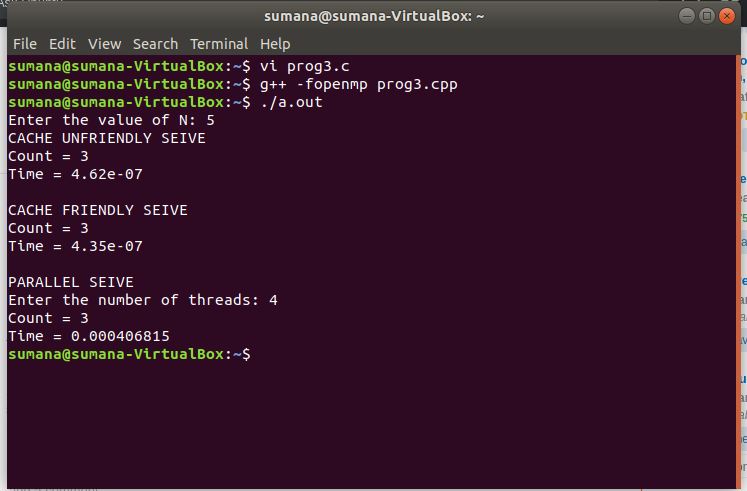 sumana@sumana-VirtualBox: ~
File Edit View Search Terminal Help
sumana@sumana-VirtualBox:~$ vi prog3.c
sumana@sumana-VirtualBox:~$ g++ -fopenmp prog3.cpp
sumana@sumana-VirtualBox:~$ ./a.out
Enter the value of N: 5
CACHE UNFRIENDLY SEIVE
Count = 3
Time = 4.62e-07
CACHE FRIENDLY SEIVE
Count = 3
Time = 4.35e-07
PARALLEL SEIVE
Enter the number of threads: 4
Count = 3
Time = 0.000406815
sumana@sumana-VirtualBox:~$